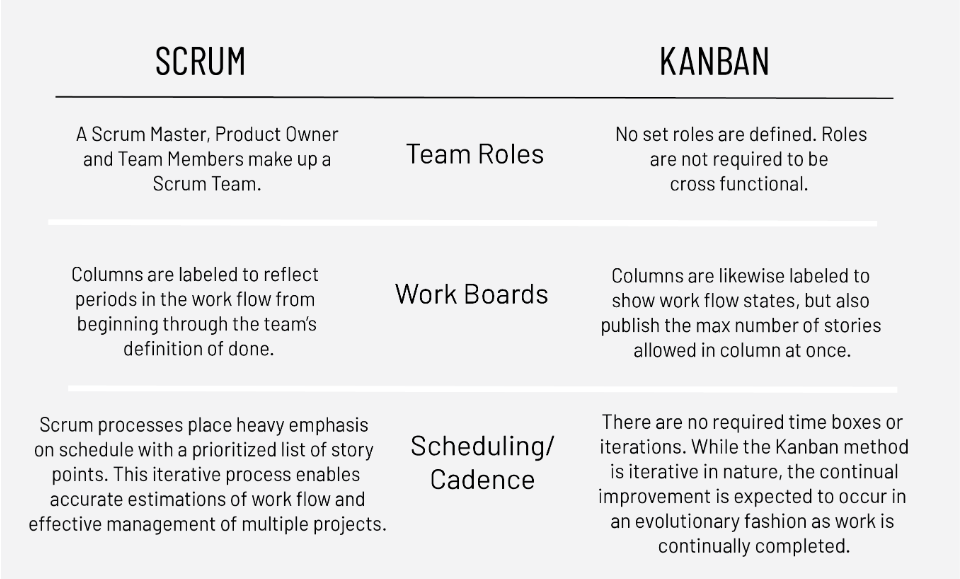 SCRUM
KANBAN
A Scrum Master, Product Owner
and Team Members make up a
Scrum Team.
Team Roles
No set roles are defined. Roles
are not required to be
cross functional.
Columns are labeled to reflect
periods in the work flow from
beginning through the team's
definition of done.
Work Boards
Columns are likewise labeled to
show work flow states, but also
publish the max number of stories
allowed in column at once.
Scrum processes place heavy emphasis
on schedule with a prioritized list of story
points. This iterative process enables
accurate estimations of work flow and
effective management of multiple projects.
Scheduling/
Cadence
There are no required time boxes or
iterations. While the Kanban method
is iterative in nature, the continual
improvement is expected to occur in
an evolutionary fashion as work is
continually completed.